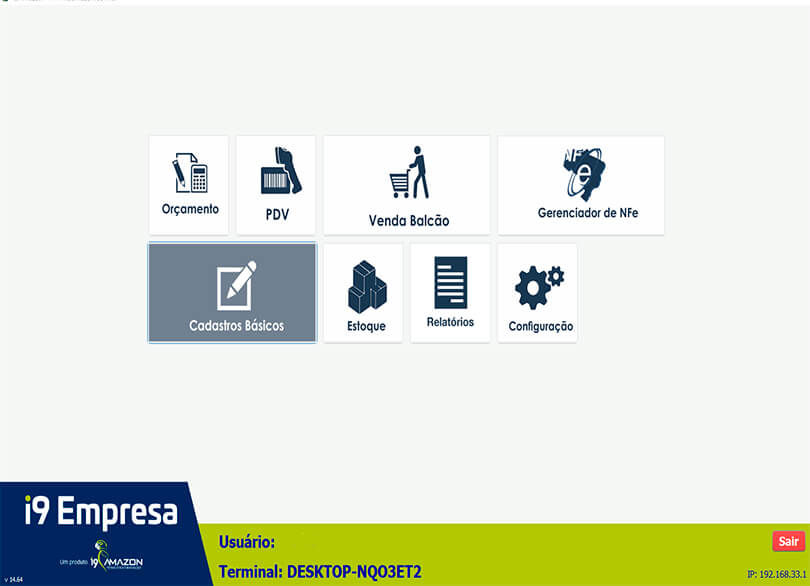 Orçamento
PDV
Venda Balcão
NF
e
Gerenciador de NFe
Cadastros Básicos
Estoque
Relatórios
Configuração
i9 Empresa
Um produto i9 AMAZON
v 14.64
Usuário:
Terminal: DESKTOP-NQO3ET2
Sair
IP: 192.168.33.1